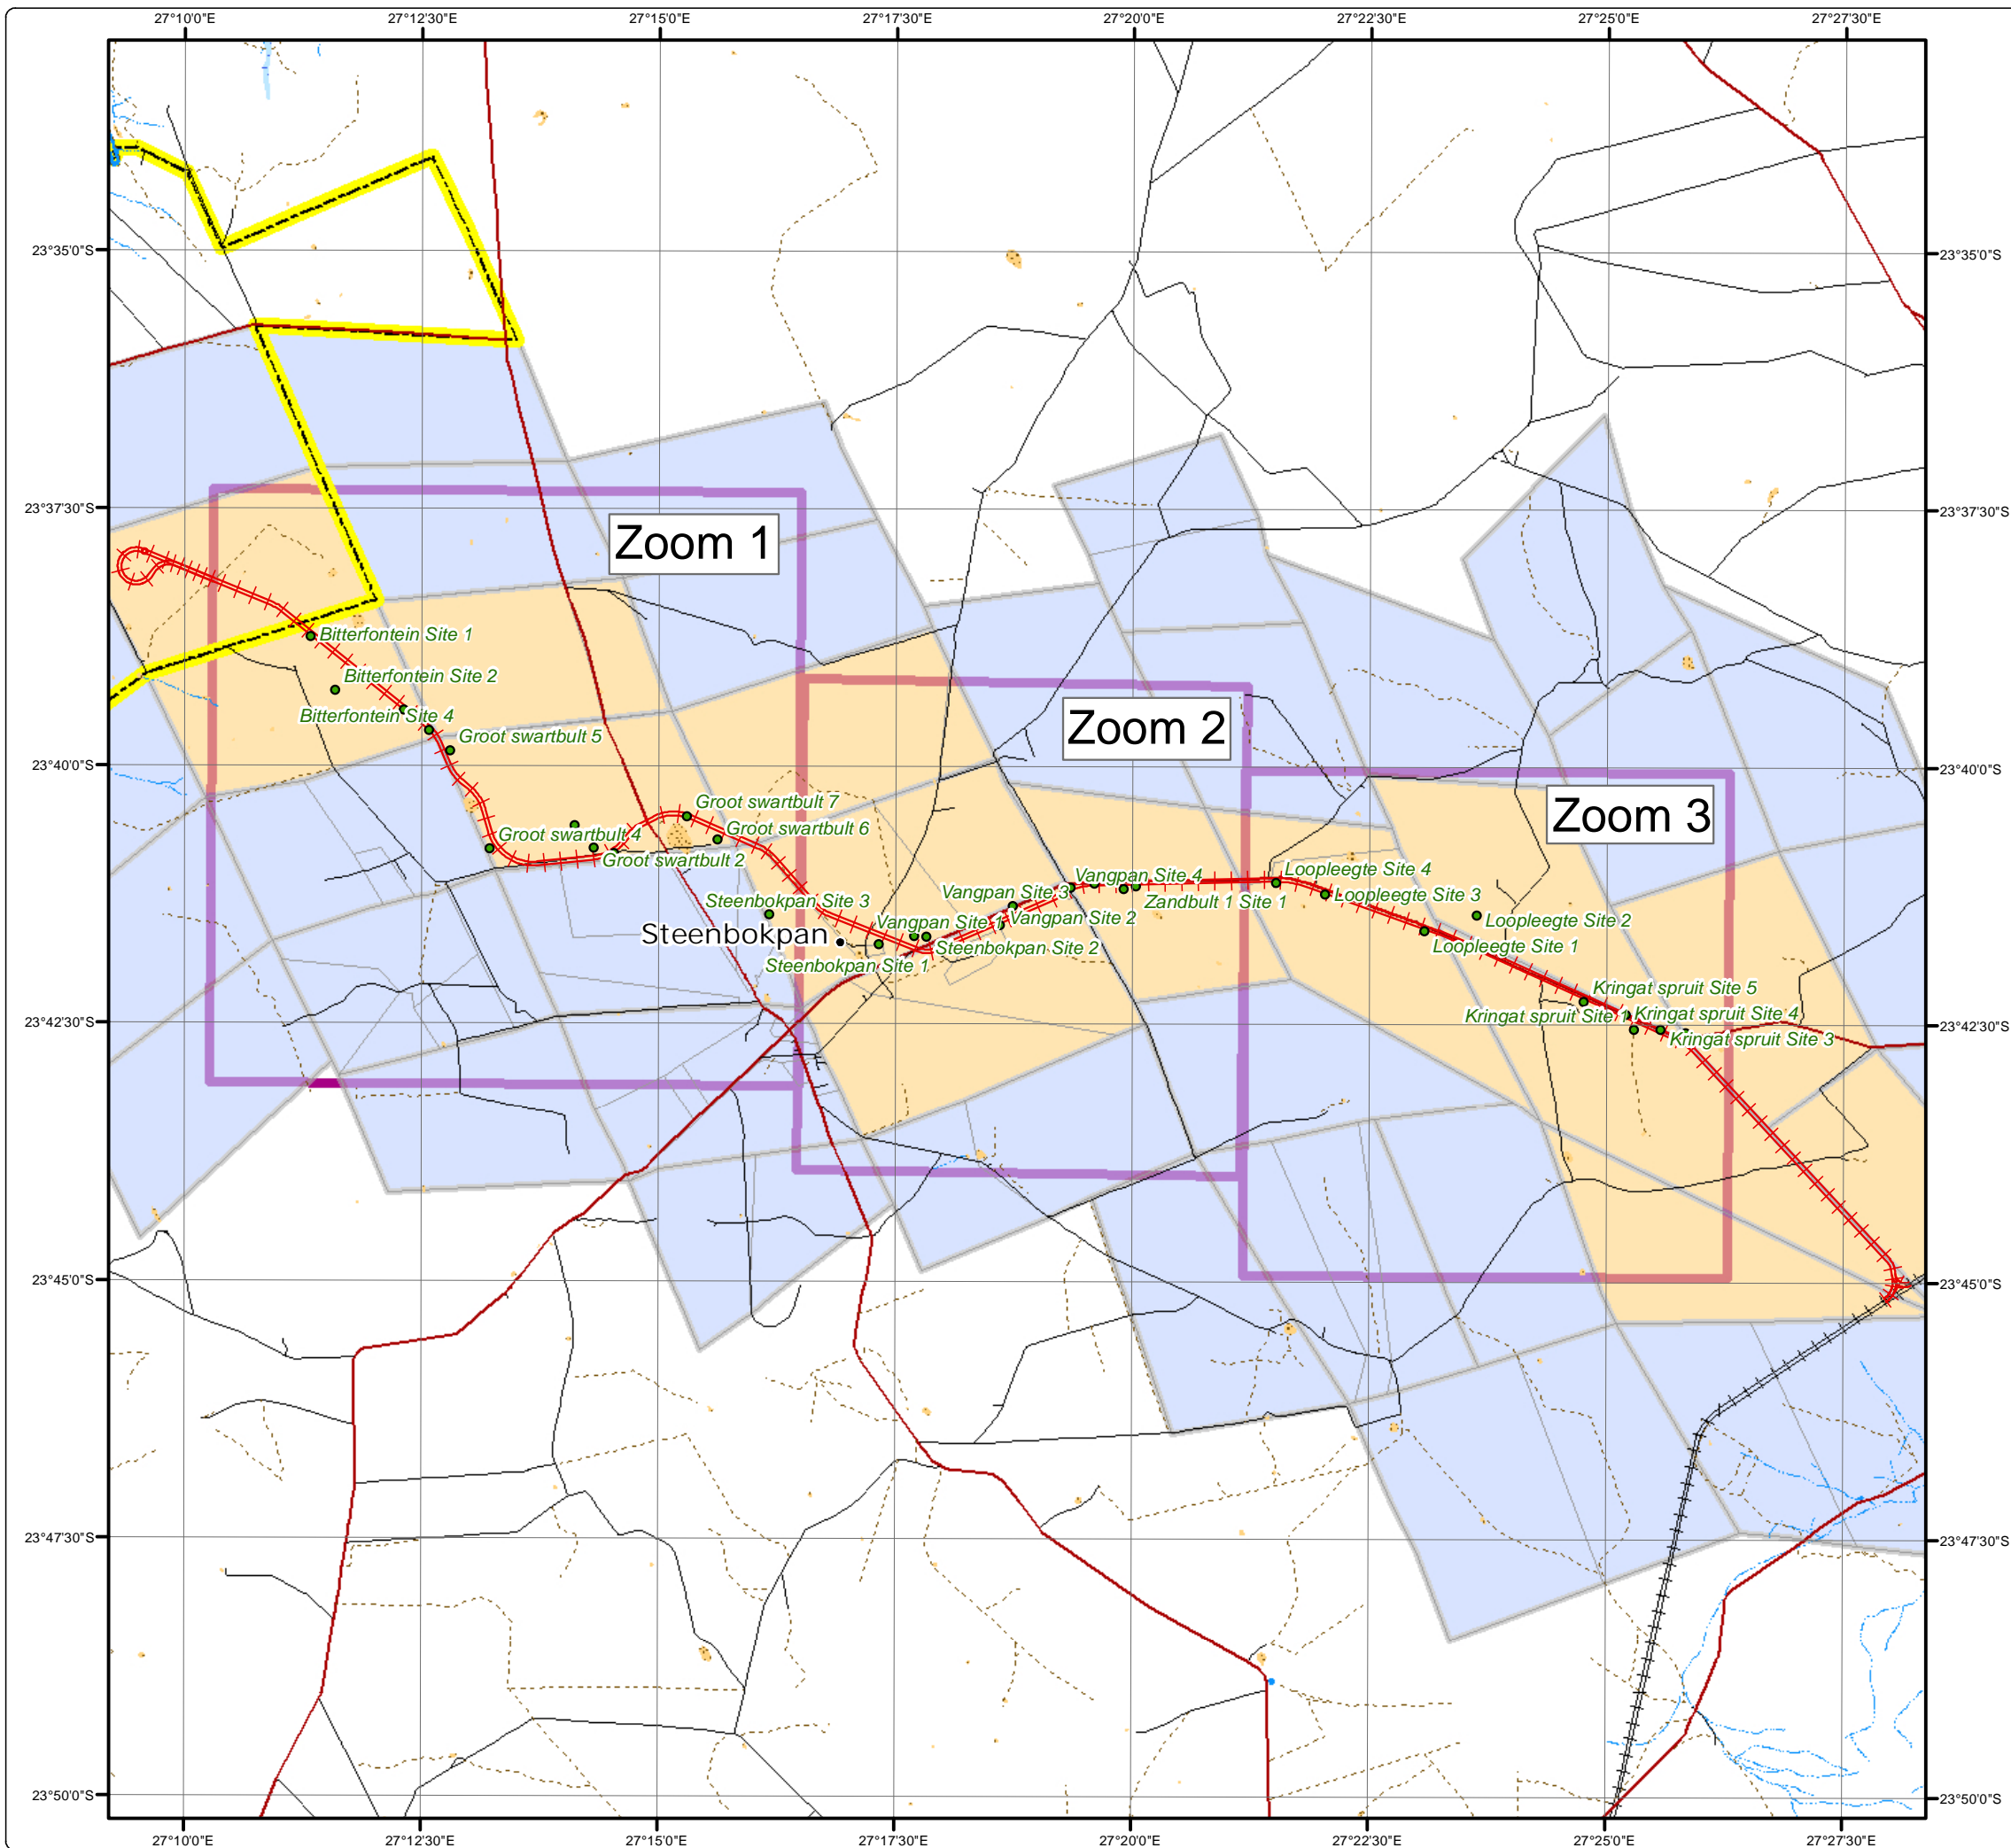 27°10'0"E
27°12'30"E
27°15'0"E
27°17'30"E
27°20'0"E
27°22'30"E
27°25'0"E
27°27'30"E
23°35'0"S
23°35'0"S
23°37'30"S
23°37'30"S
Zoom 1
Bitterfontein Site 1
Bitterfontein Site 2
Bitterfontein Site 4
Zoom 2
Groot swartbult 5
23°40'0"S
23°40'0"S
Groot swartbult 7
Zoom 3
Groot swartbult 6
Groot swartbult 4
Groot swartbult 2
Loopleegte Site 4
Vangpan Site 4
Vangpan Site 3
Loopleegte Site 3
Steenbokpan Site 3
Zandbult 1 Site 1
Vangpan Site 1
Vangpan Site 2
Loopleegte Site 2
Steenbokpan
Steenbokpan Site 2
Loopleegte Site 1
Steenbokpan Site 1
Kringat spruit Site 5
Kringat spruit Site 1
Kringat spruit Site 4
23°42'30"S
23°42'30"S
Kringat spruit Site 3
23°45'0"S
23°45'0"S
23°47'30"S
23°47'30"S
23°50'0"S
23°50'0"S
27°10'0"E
27°12'30"E
27°15'0"E
27°17'30"E
27°20'0"E
27°22'30"E
27°25'0"E
27°27'30"E